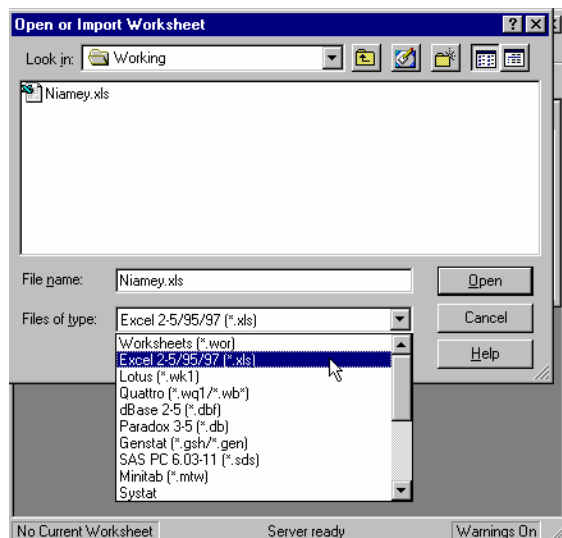 Open or Import Worksheet
Look in: Working
Niamey.xls
File name: Niamey.xls Open
Files of type: Excel 2-5/95/97 (*.xls) Cancel
Worksheets (*.wor)
Excel 2-5/95/97 (*.xls) Help
Lotus (*.wk1)
Quattro (*.wq1/*.wb*)
dBase 2-5 (*.dbf)
Paradox 3-5 (*.db)
Genstat (*.gsh/*.gen)
SAS PC 6.03-11 (*.sds)
Minitab (*.mtw)
Systat
No Current Worksheet Server ready Warnings On